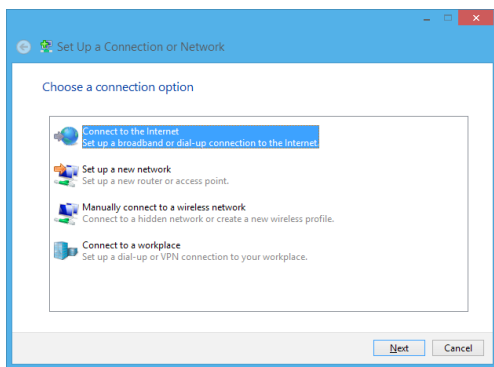 Set Up a Connection or Network
Choose a connection option
Connect to the Internet
Set up a broadband or dial-up connection to the Internet.
Set up a new network
Set up a new router or access point.
Manually connect to a wireless network
Connect to a hidden network or create a new wireless profile.
Connect to a workplace
Set up a dial-up or VPN connection to your workplace.
Next Cancel